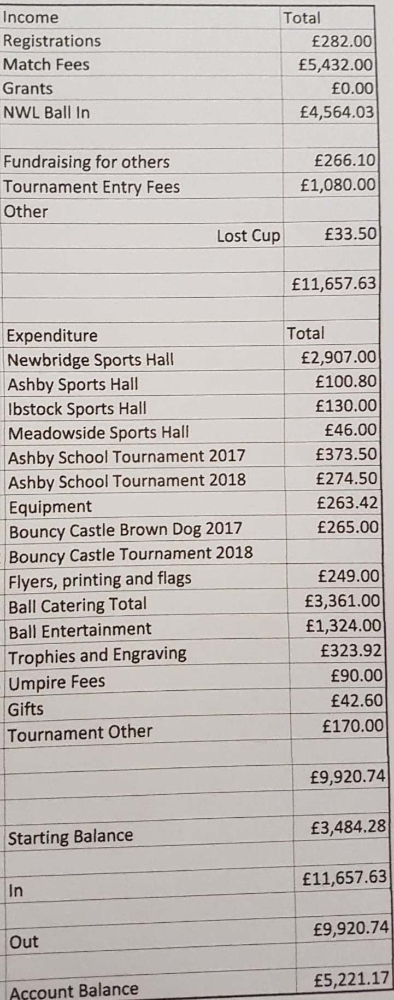 Income Total
Registrations £282.00
Match Fees £5,432.00
Grants £0.00
NWL Ball In £4,564.03
Fundraising for others £266.10
Tournament Entry Fees £1,080.00
Other
Lost Cup £33.50
£11,657.63
Expenditure Total
Newbridge Sports Hall £2,907.00
Ashby Sports Hall £100.80
Ibstock Sports Hall £130.00
Meadowside Sports Hall £46.00
Ashby School Tournament 2017 £373.50
Ashby School Tournament 2018 £274.50
Equipment £263.42
Bouncy Castle Brown Dog 2017 £265.00
Bouncy Castle Tournament 2018
Flyers, printing and flags £249.00
Ball Catering Total £3,361.00
Ball Entertainment £1,324.00
Trophies and Engraving £323.92
Umpire Fees £90.00
Gifts £42.60
Tournament Other £170.00
£9,920.74
Starting Balance £3,484.28
In £11,657.63
Out £9,920.74
Account Balance £5,221.17